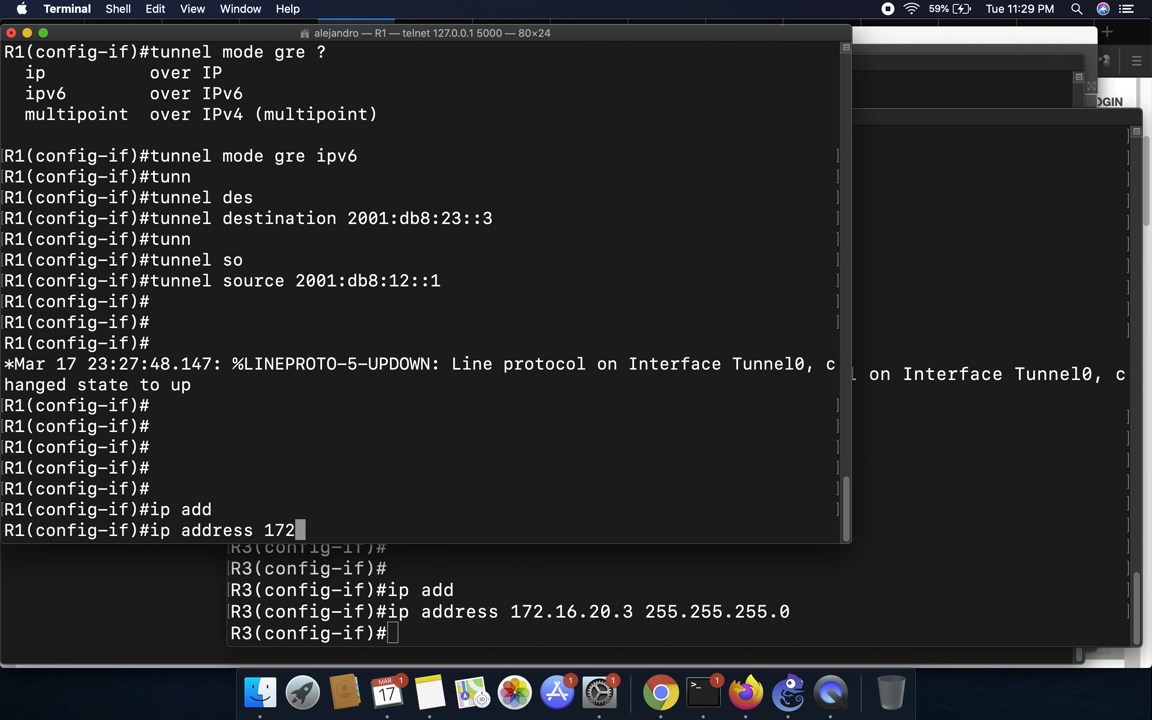 Terminal Shell Edit View Window Help 59% Tue 11:29 PM
alejandro — R1 — telnet 127.0.0.1 5000 — 80×24
R1(config-if)#tunnel mode gre ?
ip over IP
ipv6 over IPv6
multipoint over IPv4 (multipoint)
R1(config-if)#tunnel mode gre ipv6
R1(config-if)#tunn
R1(config-if)#tunnel des
R1(config-if)#tunnel destination 2001:db8:23::3
R1(config-if)#tunn
R1(config-if)#tunnel so
R1(config-if)#tunnel source 2001:db8:12::1
R1(config-if)#
R1(config-if)#
R1(config-if)#
*Mar 17 23:27:48.147: %LINEPROTO-5-UPDOWN: Line protocol on Interface Tunnel0, c
hanged state to up
R1(config-if)#
R1(config-if)#
R1(config-if)#
R1(config-if)#
R1(config-if)#
R1(config-if)#ip add
R1(config-if)#ip address 172
OGIN
on Interface Tunnel0, c
R3(config-if)#
R3(config-if)#
R3(config-if)#ip add
R3(config-if)#ip address 172.16.20.3 255.255.255.0
R3(config-if)#
MAR 17 1
1
1
1